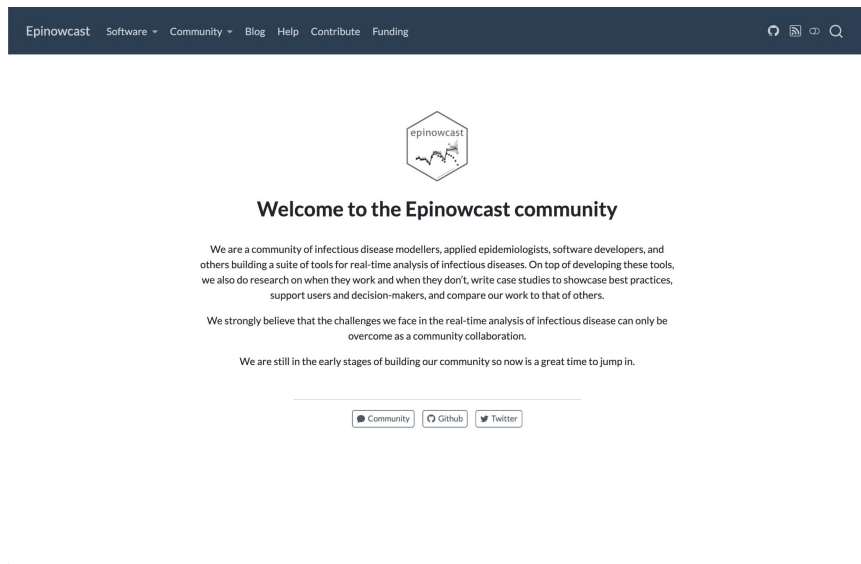 Epinowcast Software Community Blog Help Contribute Funding
epinowcast
Welcome to the Epinowcast community
We are a community of infectious disease modellers, applied epidemiologists, software developers, and
others building a suite of tools for real-time analysis of infectious diseases. On top of developing these tools,
we also do research on when they work and when they don't, write case studies to showcase best practices,
support users and decision-makers, and compare our work to that of others.
We strongly believe that the challenges we face in the real-time analysis of infectious disease can only be
overcome as a community collaboration.
We are still in the early stages of building our community so now is a great time to jump in.
Community Github Twitter